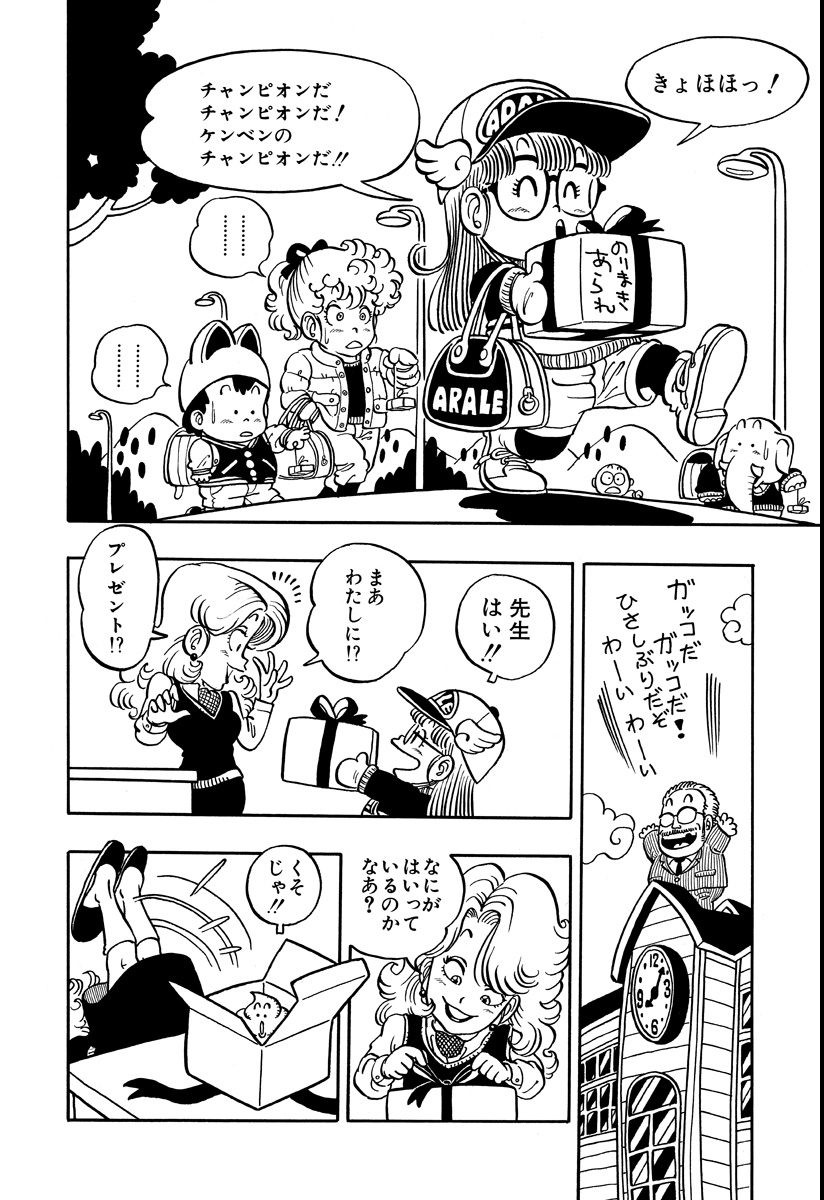 きょほほっ!
チャンピオンだ
チャンピオンだ!
ケンベンの
チャンピオンだ!!
ARALE
のりまき
あられ
ARALE
………
………
ガッコだ
ガッコだ!
ひさしぶりだぞ
わーい わーい
12
3
6
9
先生
はい!!
まあ
わたしに!?
プレゼント!?
なにが
はいって
いるのか
なあ?
くそ
じゃ!!